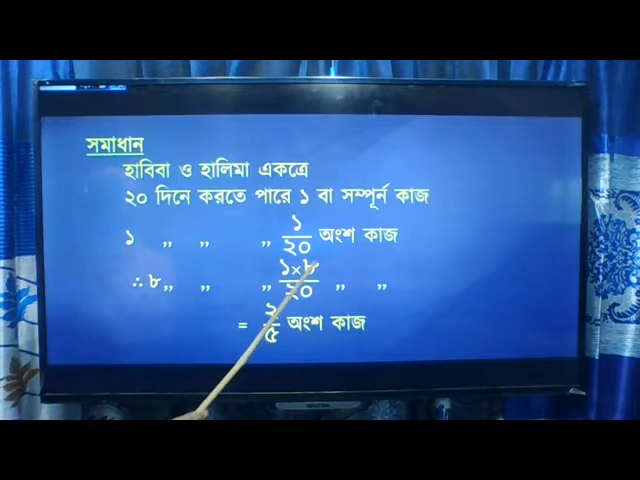 সমাধান
হাবিবা ও হালিমা একত্রে
২০ দিনে করতে পারে ১ বা সম্পূর্ন কাজ
১ ,, ,, ,, ১/২০ অংশ কাজ
∴ ৮ ,, ,, ,, ১×৮/২০ ,, ,,
= ২/৫ অংশ কাজ